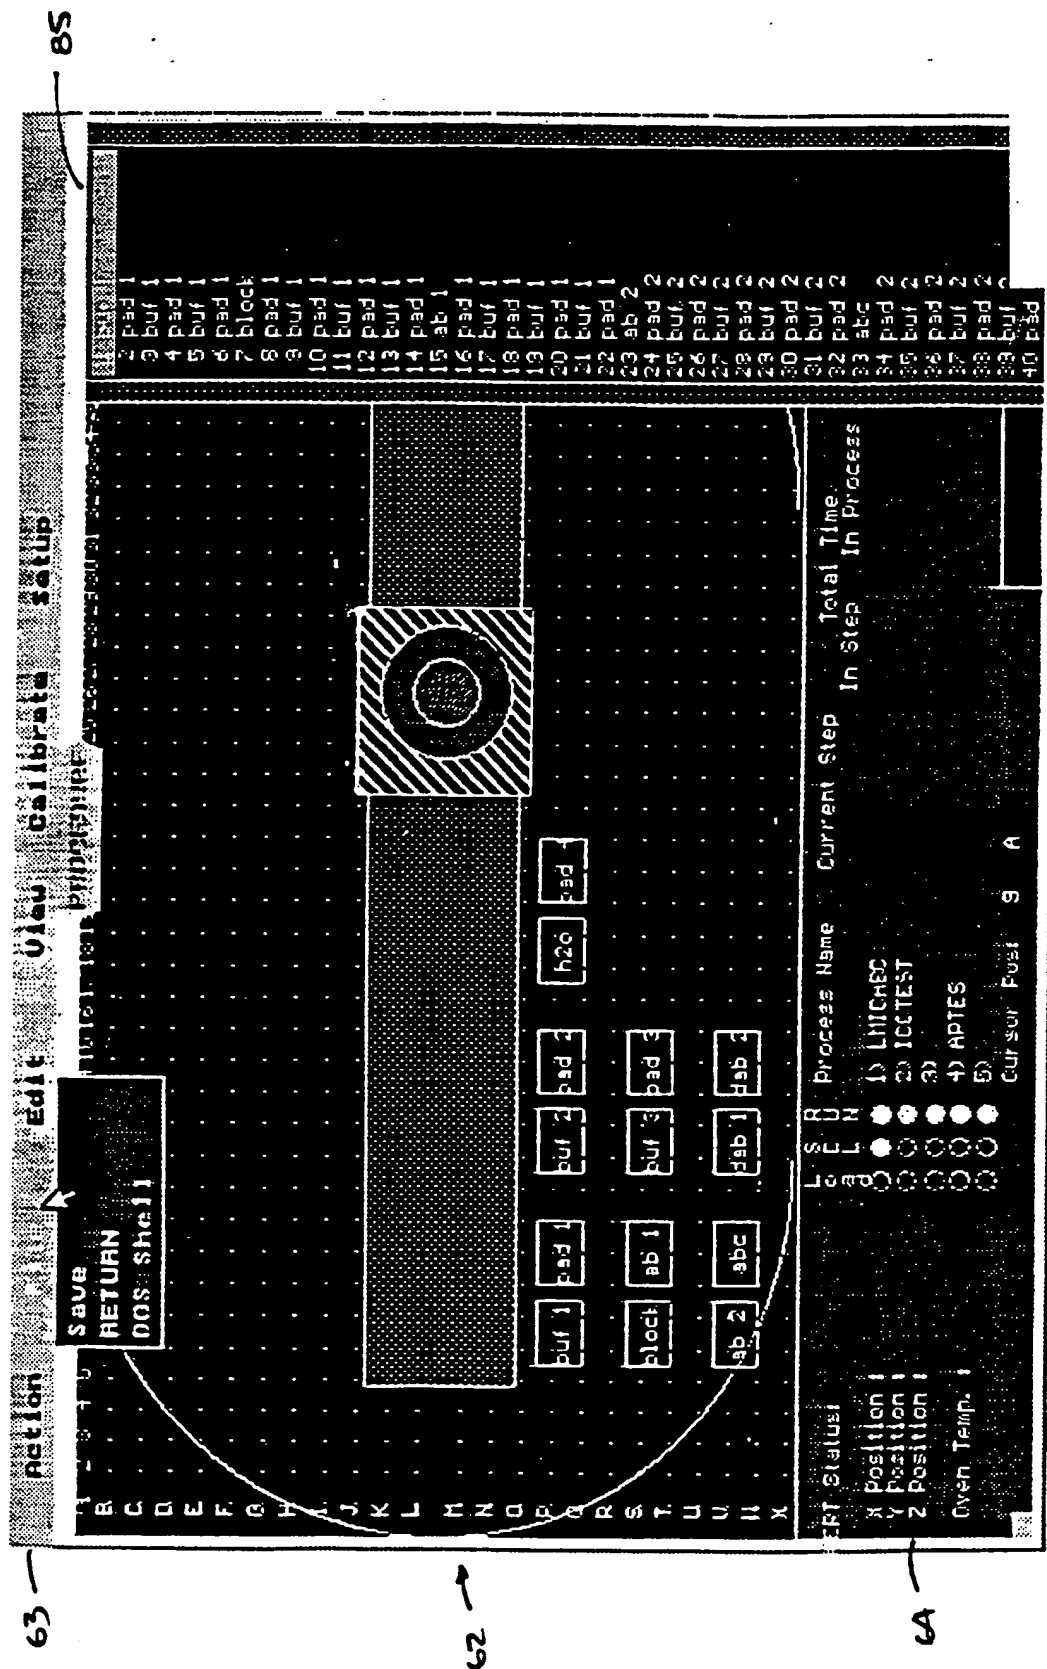 85
63
62
64
Action Edit View Calibrate setup
Save
RETURN
DOS Shell
B
C
D
E
F
G
H
I
J
K
L
M
N
O
P
Q
R
S
T
U
V
W
X
buf 1 pad 1 buf 2 pad 2 h2o pad 4
block ab 1 buf 3 pad 3
ab 2 abc dab 1 dab 2
2 pad 1
3 buf 1
4 pad 1
5 buf 1
6 pad 1
7 block
8 pad 1
9 buf 1
10 pad 1
11 buf 1
12 pad 1
13 buf 1
14 pad 1
15 ab 1
16 pad 1
17 buf 1
18 pad 1
19 buf 1
20 pad 1
21 buf 1
22 pad 1
23 ab 2
24 pad 2
25 buf 2
26 pad 2
27 buf 2
28 pad 2
29 buf 2
30 pad 2
31 buf 2
32 pad 2
33 abc
34 pad 2
35 buf 2
36 pad 2
37 buf 2
38 pad 2
39 buf 2
40 pad
ERT Status:
X Position :
Y Position :
Z Position :
Oven Temp. :
Load SEL RUN Process Name Current Step In Step Total Time In Process
1) LMICHEC
2) ICCTEST
3)
4) APTES
5)
Cursor Pos: 9 A